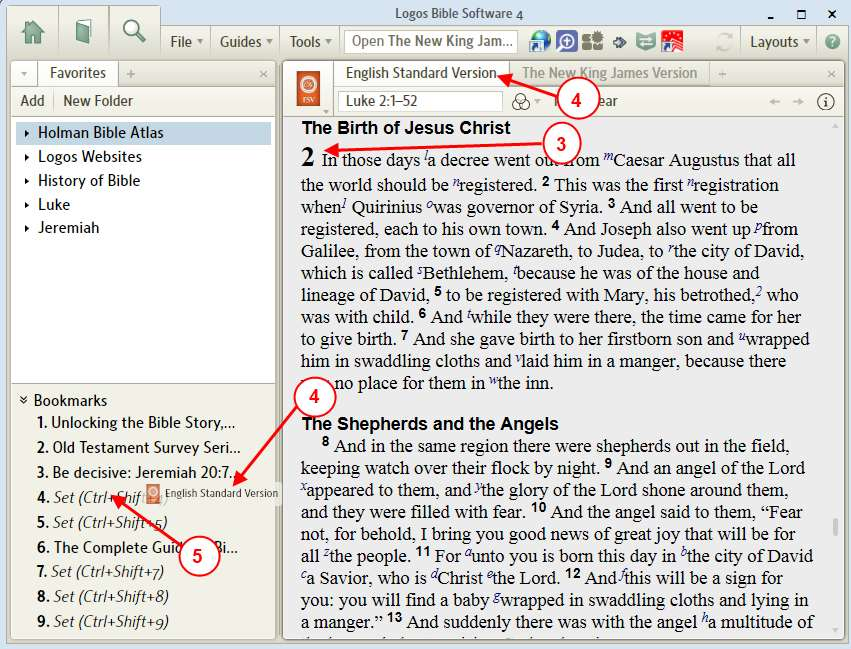 Logos Bible Software 4
File Guides Tools Open The New King Jam... Layouts
Favorites
Add New Folder
Holman Bible Atlas
Logos Websites
History of Bible
Luke
Jeremiah
Bookmarks
1. Unlocking the Bible Story,...
2. Old Testament Survey Seri...
3. Be decisive: Jeremiah 20:7...
4. Set (Ctrl+Shift
English Standard Version
5. Set (Ctrl+Shift+5)
6. The Complete Bi...
7. Set (Ctrl+Shift+7)
8. Set (Ctrl+Shift+8)
9. Set (Ctrl+Shift+9)
4
5
English Standard Version The New King James Version
4
ESV Luke 2:1–52
3
The Birth of Jesus Christ
2 In those days l a decree went out from m Caesar Augustus that all
the world should be n registered. 2 This was the first n registration
when 1 Quirinius o was governor of Syria. 3 And all went to be
registered, each to his own town. 4 And Joseph also went up p from
Galilee, from the town of q Nazareth, to Judea, to r the city of David,
which is called s Bethlehem, t because he was of the house and
lineage of David, 5 to be registered with Mary, his betrothed, 2 who
was with child. 6 And t while they were there, the time came for her
to give birth. 7 And she gave birth to her firstborn son and u wrapped
him in swaddling cloths and v laid him in a manger, because there
no place for them in w the inn.
The Shepherds and the Angels
8 And in the same region there were shepherds out in the field,
keeping watch over their flock by night. 9 And an angel of the Lord
x appeared to them, and y the glory of the Lord shone around them,
and they were filled with fear. 10 And the angel said to them, “Fear
not, for behold, I bring you good news of great joy that will be for
all z the people. 11 For a unto you is born this day in b the city of David
c a Savior, who is d Christ e the Lord. 12 And f this will be a sign for
you: you will find a baby g wrapped in swaddling cloths and lying in
a manger.” 13 And suddenly there was with the angel h a multitude of